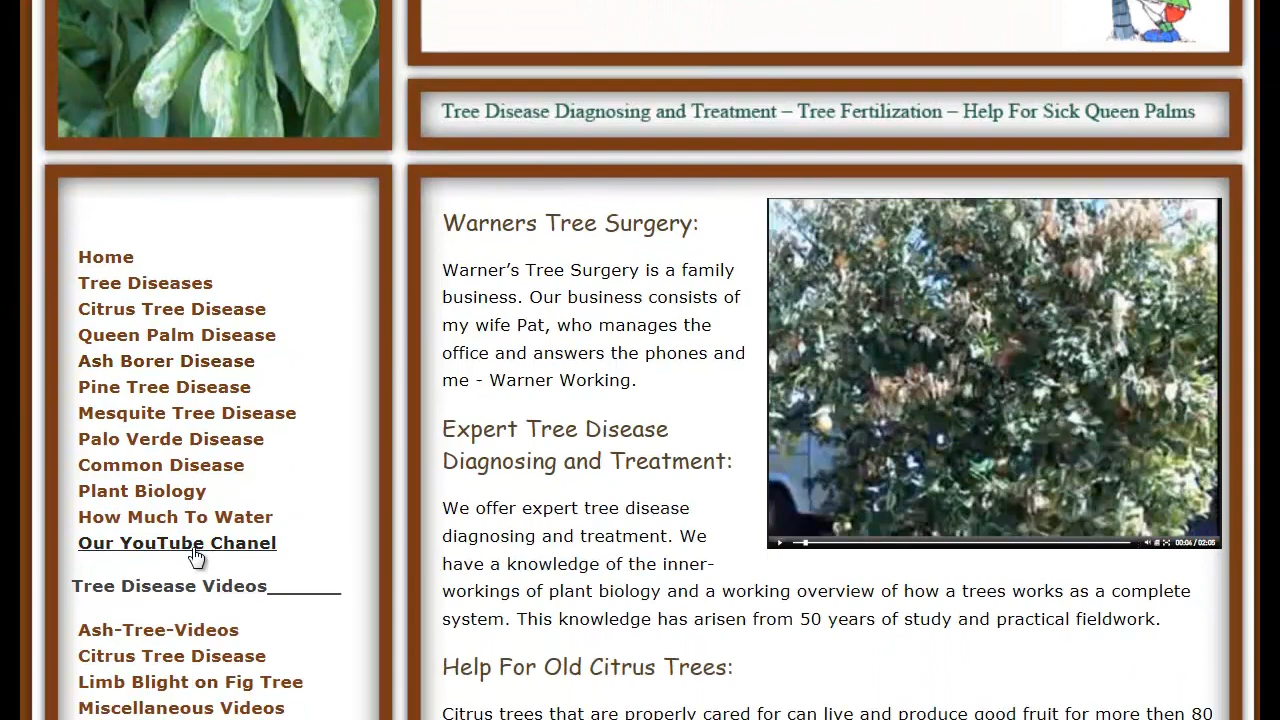 Tree Disease Diagnosing and Treatment – Tree Fertilization – Help For Sick Queen Palms
Home
Tree Diseases
Citrus Tree Disease
Queen Palm Disease
Ash Borer Disease
Pine Tree Disease
Mesquite Tree Disease
Palo Verde Disease
Common Disease
Plant Biology
How Much To Water
Our YouTube Chanel
Tree Disease Videos_______
Ash-Tree-Videos
Citrus Tree Disease
Limb Blight on Fig Tree
Miscellaneous Videos
Warners Tree Surgery:
Warner’s Tree Surgery is a family
business. Our business consists of
my wife Pat, who manages the
office and answers the phones and
me - Warner Working.
Expert Tree Disease
Diagnosing and Treatment:
We offer expert tree disease
diagnosing and treatment. We
have a knowledge of the inner-
workings of plant biology and a working overview of how a trees works as a complete
system. This knowledge has arisen from 50 years of study and practical fieldwork.
Help For Old Citrus Trees:
Citrus trees that are properly cared for can live and produce good fruit for more then 80
00:04 / 02:05